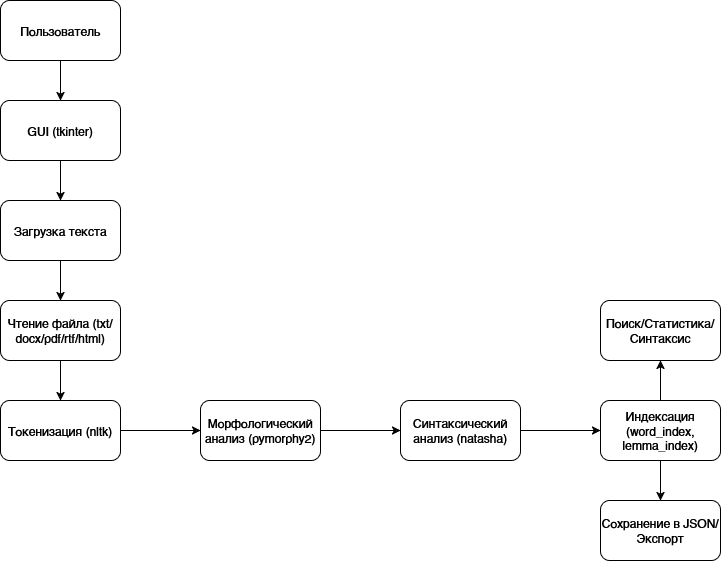 Пользователь
GUI (tkinter)
Загрузка текста
Чтение файла (txt/
docx/pdf/rtf/html)
Поиск/Статистика/
Синтаксис
Токенизация (nltk)
Морфологический
анализ (pymorphy2)
Синтаксический
анализ (natasha)
Индексация
(word_index,
lemma_index)
Сохранение в JSON/
Экспорт